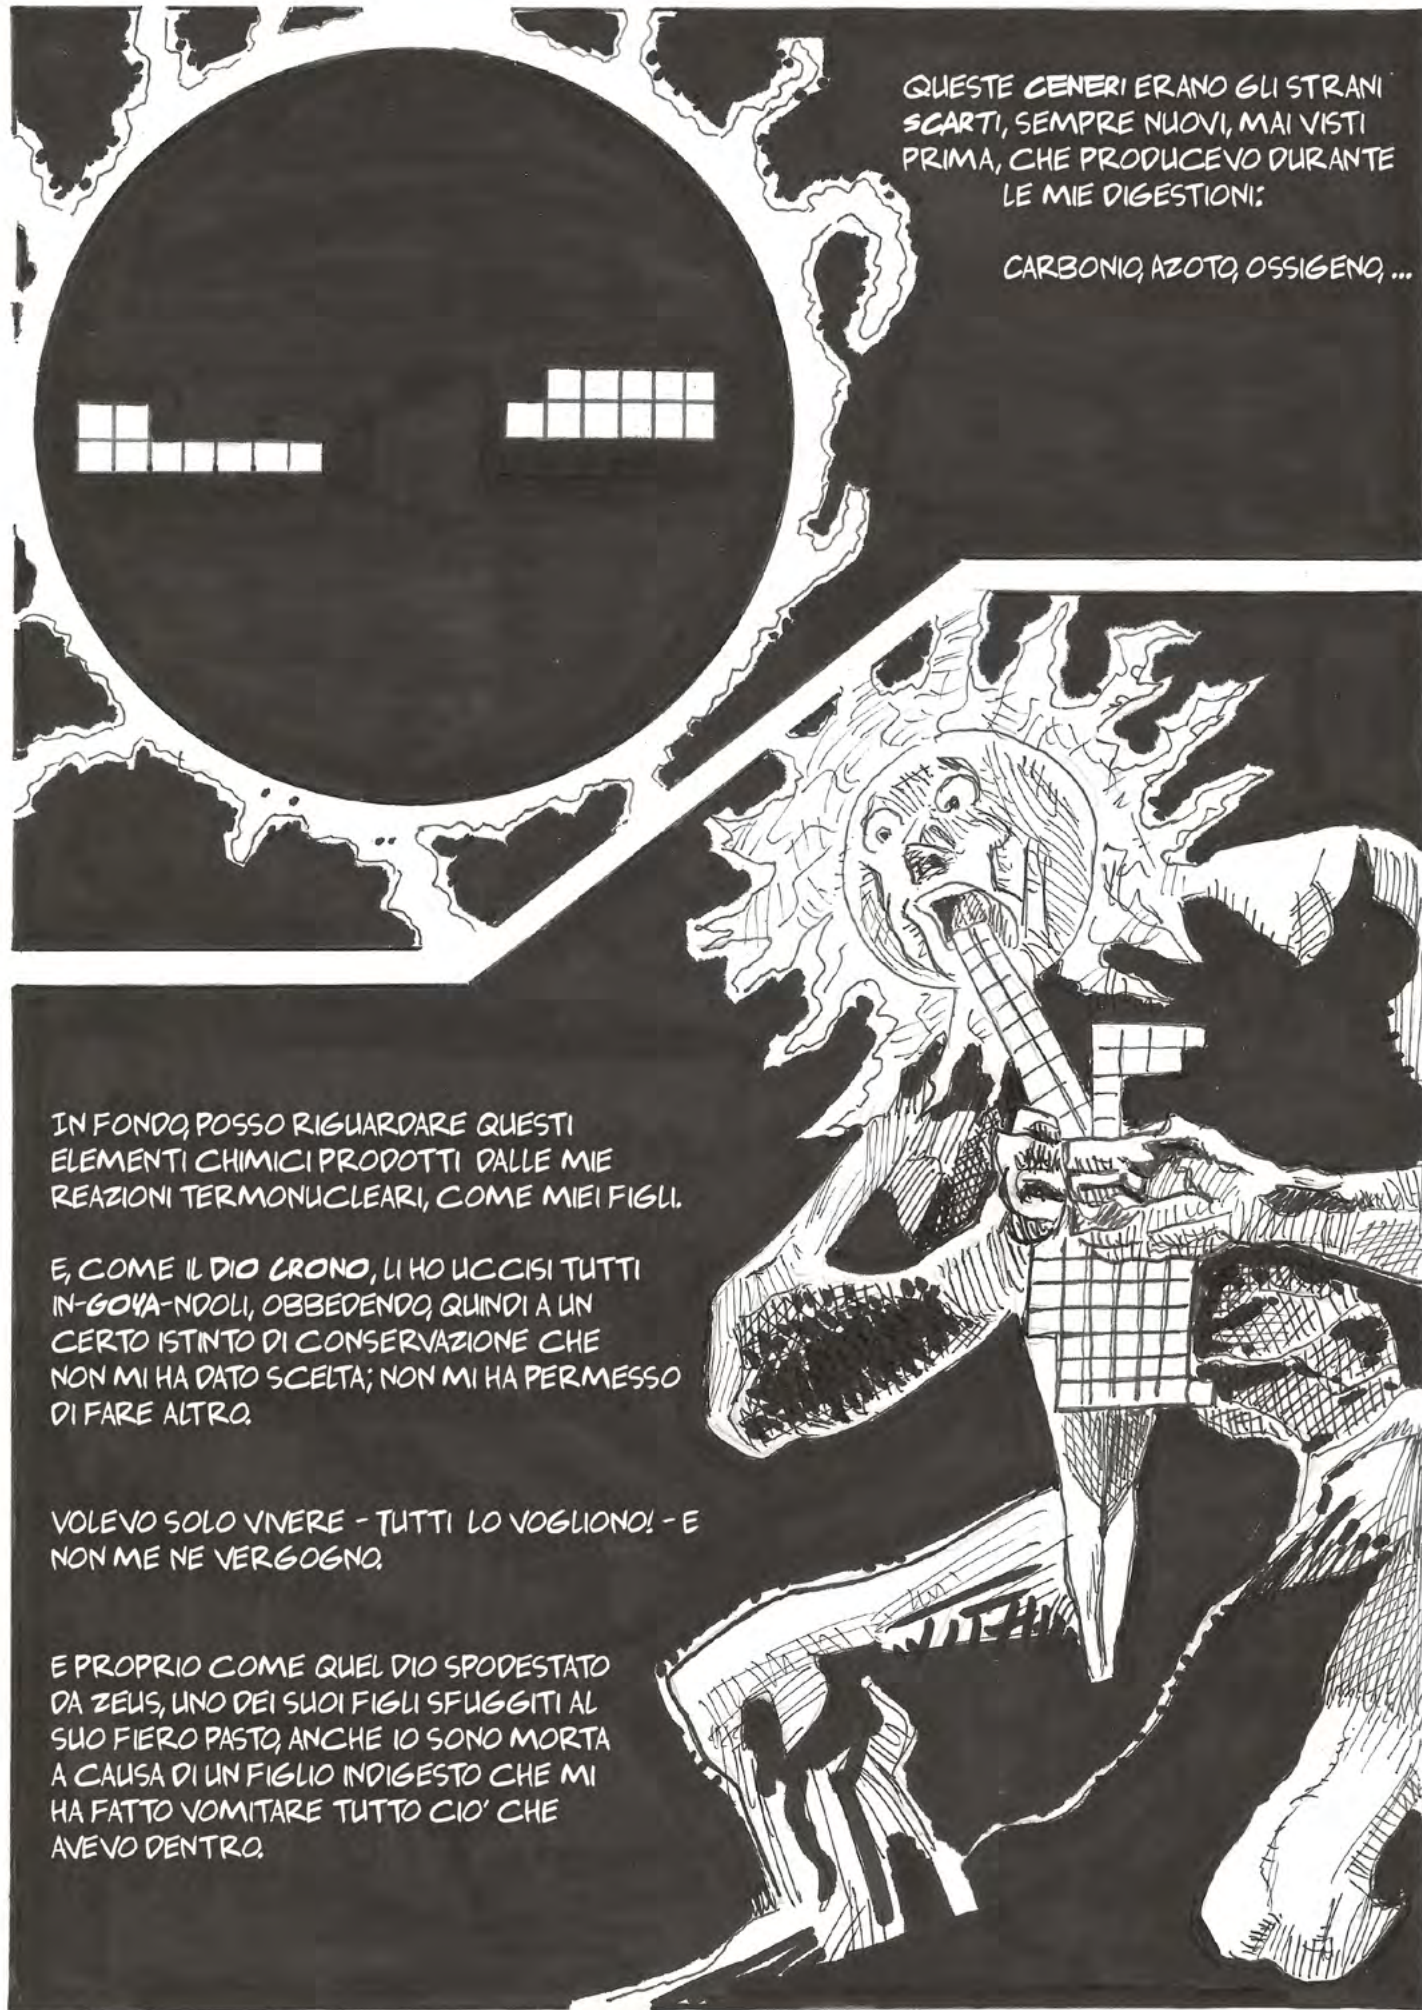 QUESTE CENERI ERANO GLI STRANI
SCARTI, SEMPRE NUOVI, MAI VISTI
PRIMA, CHE PRODUCEVO DURANTE
LE MIE DIGESTIONI:
CARBONIO, AZOTO, OSSIGENO, ...
IN FONDO, POSSO RIGUARDARE QUESTI
ELEMENTI CHIMICI PRODOTTI DALLE MIE
REAZIONI TERMONUCLEARI, COME MIEI FIGLI.
E, COME IL DIO CRONO, LI HO UCCISI TUTTI
IN-GOYA-NDOLI, OBBEDENDO, QUINDI A UN
CERTO ISTINTO DI CONSERVAZIONE CHE
NON MI HA DATO SCELTA; NON MI HA PERMESSO
DI FARE ALTRO.
VOLEVO SOLO VIVERE - TUTTI LO VOGLIONO! - E
NON ME NE VERGOGNO.
E PROPRIO COME QUEL DIO SPODESTATO
DA ZEUS, UNO DEI SUOI FIGLI SFUGGITI AL
SUO FIERO PASTO, ANCHE IO SONO MORTA
A CAUSA DI UN FIGLIO INDIGESTO CHE MI
HA FATTO VOMITARE TUTTO CIO' CHE
AVEVO DENTRO.